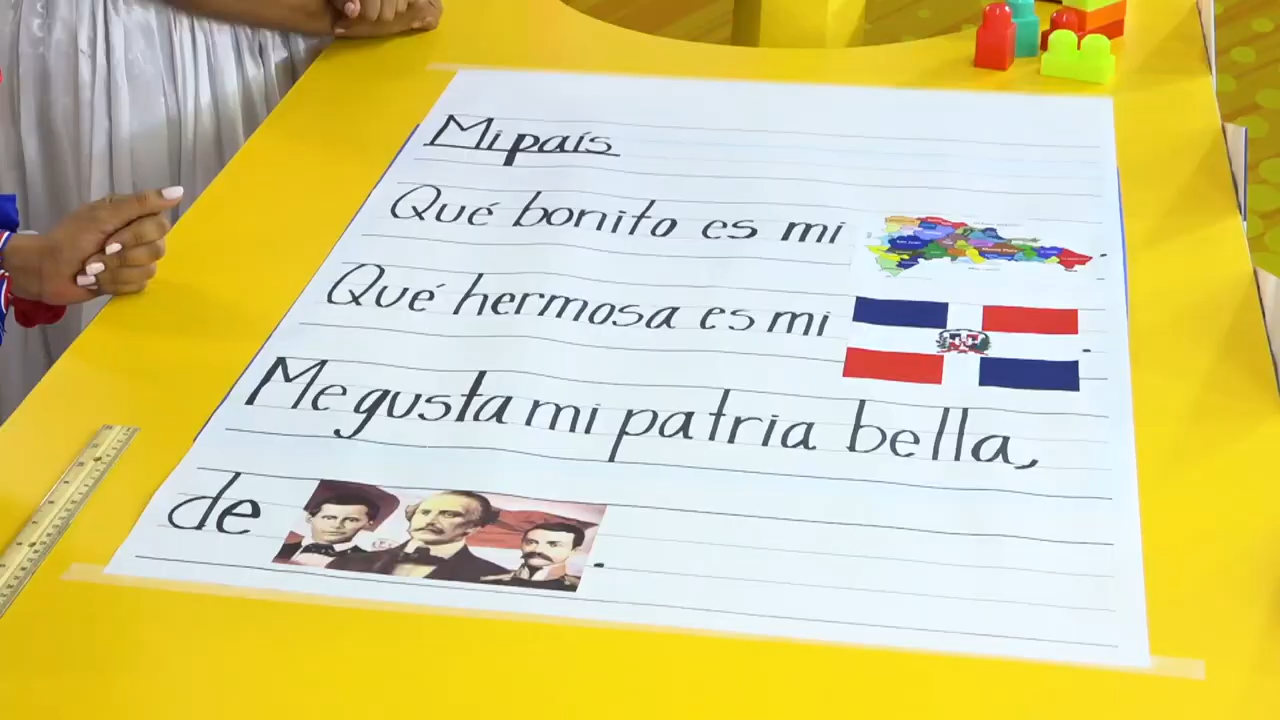 Mi país
Qué bonito es mi
Qué hermosa es mi
Me gusta mi patria bella,
de .